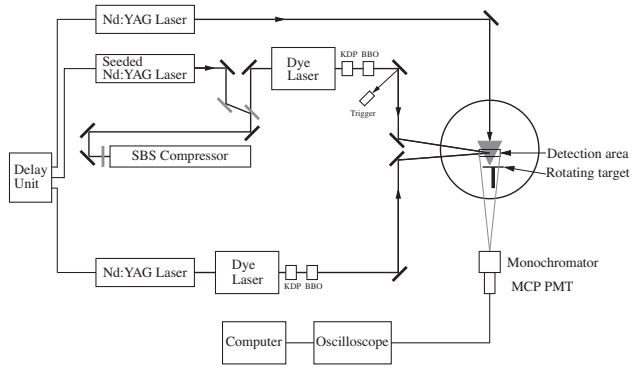 Nd:YAG Laser
Seeded
Nd:YAG Laser
Dye
Laser
KDP
BBO
Trigger
SBS Compressor
Delay
Unit
Detection area
Rotating target
Nd:YAG Laser
Dye
Laser
KDP
BBO
Monochromator
MCP PMT
Computer
Oscilloscope